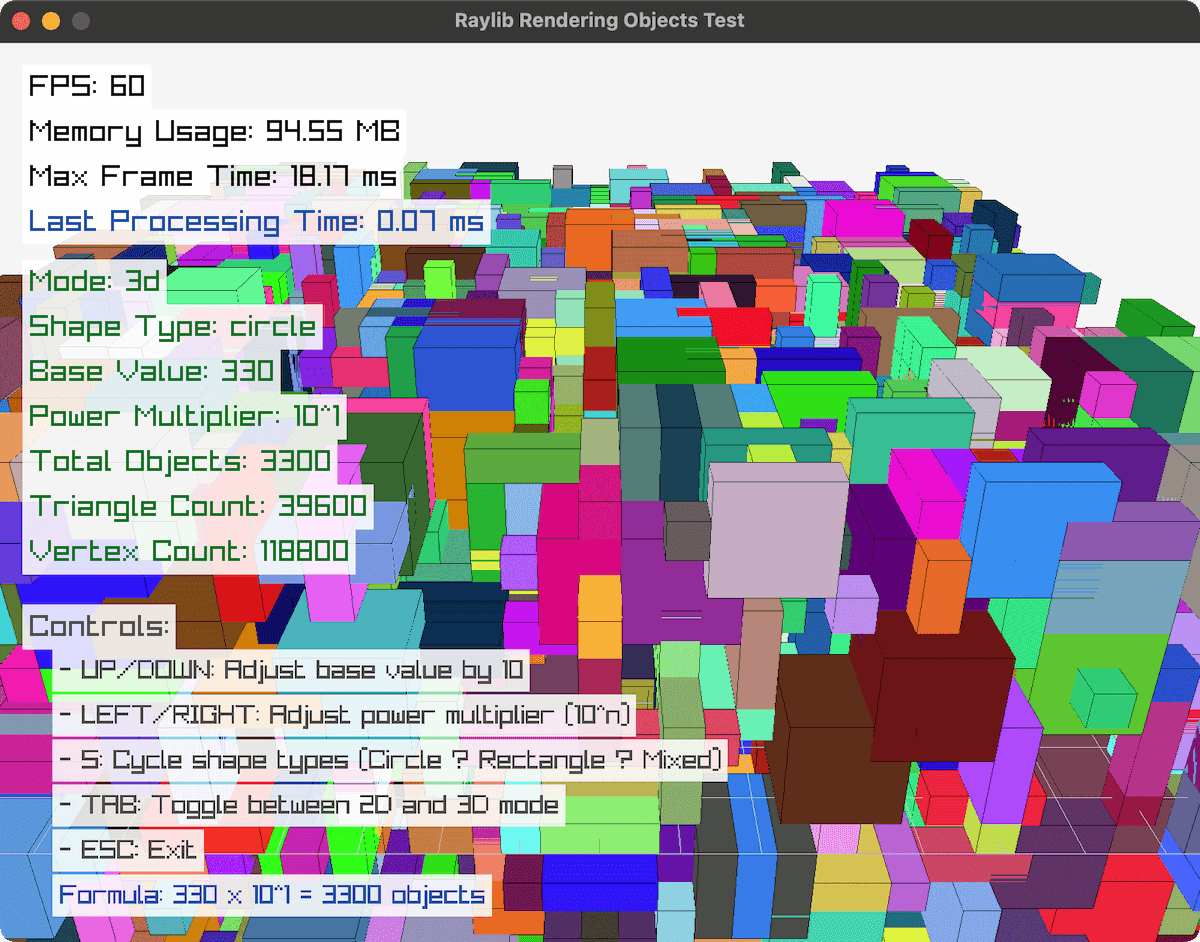 Raylib Rendering Objects Test
FPS: 60
Memory Usage: 94.55 MB
Max Frame Time: 18.17 ms
Last Processing Time: 0.07 ms
Mode: 3d
Shape Type: circle
Base Value: 330
Power Multiplier: 10^1
Total Objects: 3300
Triangle Count: 39600
Vertex Count: 118800
Controls:
- UP/DOWN: Adjust base value by 10
- LEFT/RIGHT: Adjust power multiplier (10^n)
- S: Cycle shape types (Circle ? Rectangle ? Mixed)
- TAB: Toggle between 2D and 3D mode
- ESC: Exit
Formula: 330 x 10^1 = 3300 objects